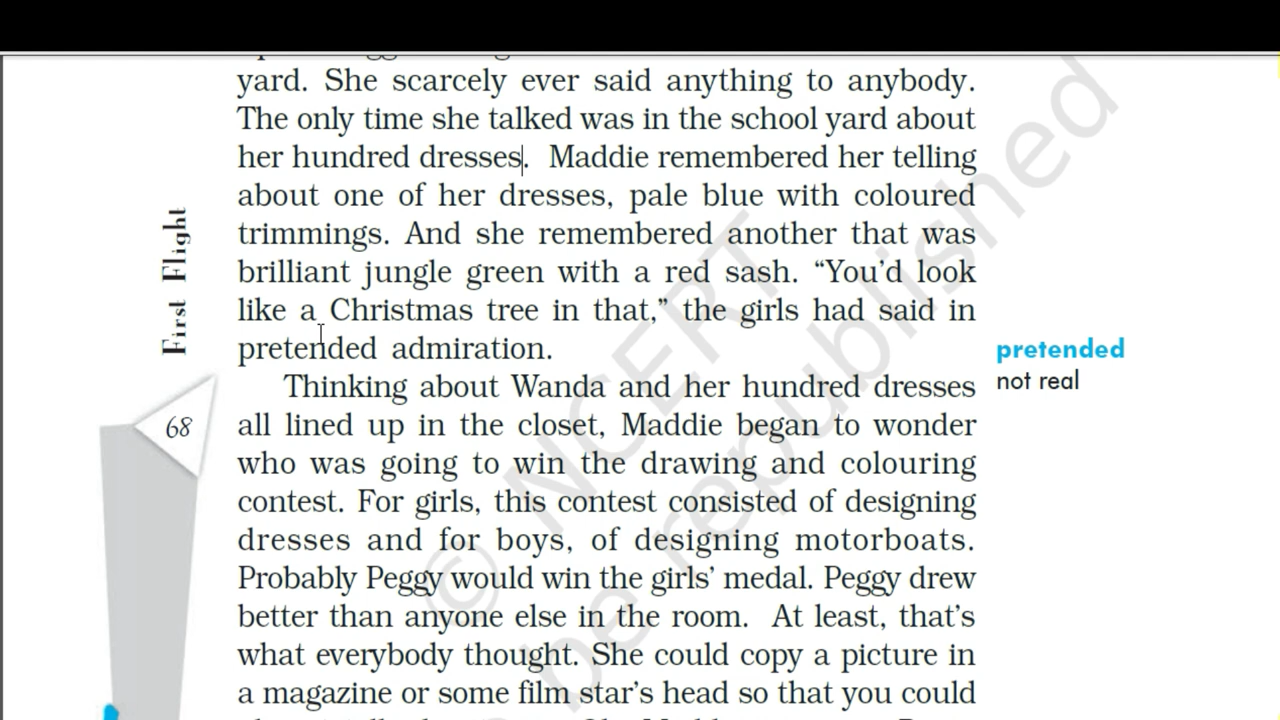 yard. She scarcely ever said anything to anybody.
The only time she talked was in the school yard about
her hundred dresses. Maddie remembered her telling
about one of her dresses, pale blue with coloured
trimmings. And she remembered another that was
brilliant jungle green with a red sash. “You’d look
like a Christmas tree in that,” the girls had said in
pretended admiration.
pretended
not real
Thinking about Wanda and her hundred dresses
all lined up in the closet, Maddie began to wonder
who was going to win the drawing and colouring
contest. For girls, this contest consisted of designing
dresses and for boys, of designing motorboats.
Probably Peggy would win the girls’ medal. Peggy drew
better than anyone else in the room. At least, that’s
what everybody thought. She could copy a picture in
a magazine or some film star’s head so that you could
First Flight
68
© NCERT
be republished